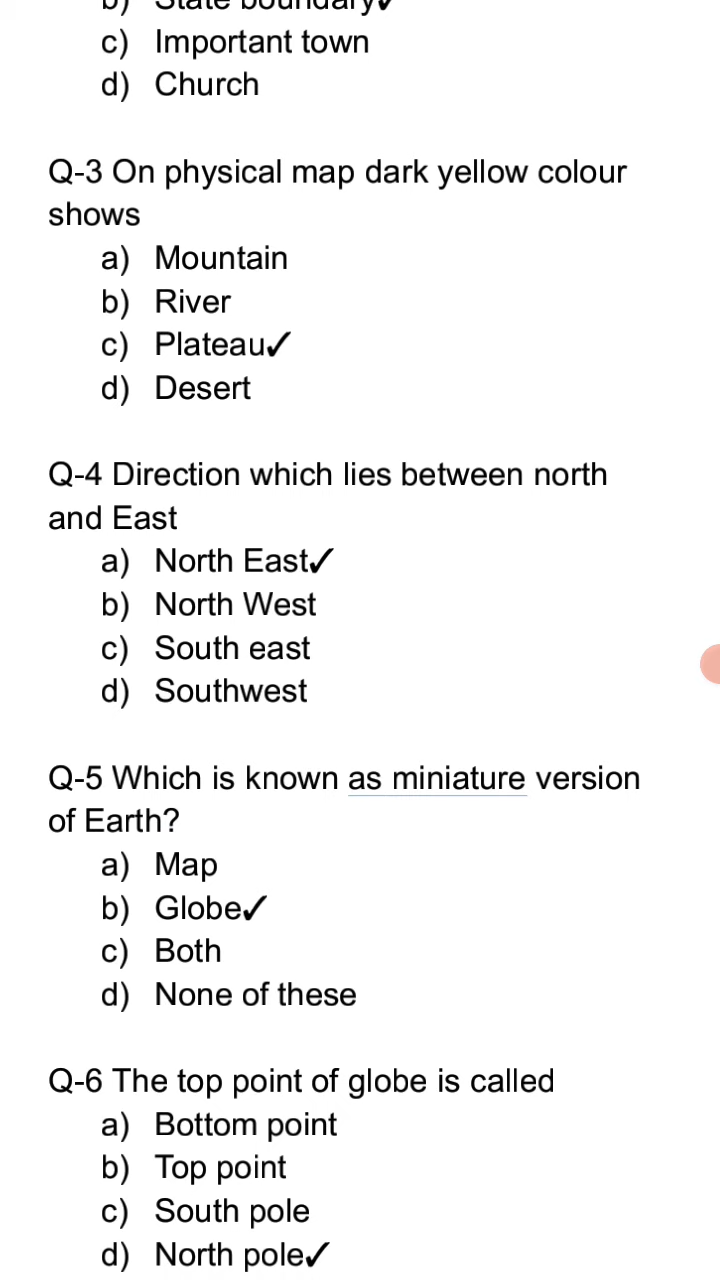 b) State boundary✓
c) Important town
d) Church
Q-3 On physical map dark yellow colour
shows
a) Mountain
b) River
c) Plateau✓
d) Desert
Q-4 Direction which lies between north
and East
a) North East✓
b) North West
c) South east
d) Southwest
Q-5 Which is known as miniature version
of Earth?
a) Map
b) Globe✓
c) Both
d) None of these
Q-6 The top point of globe is called
a) Bottom point
b) Top point
c) South pole
d) North pole✓